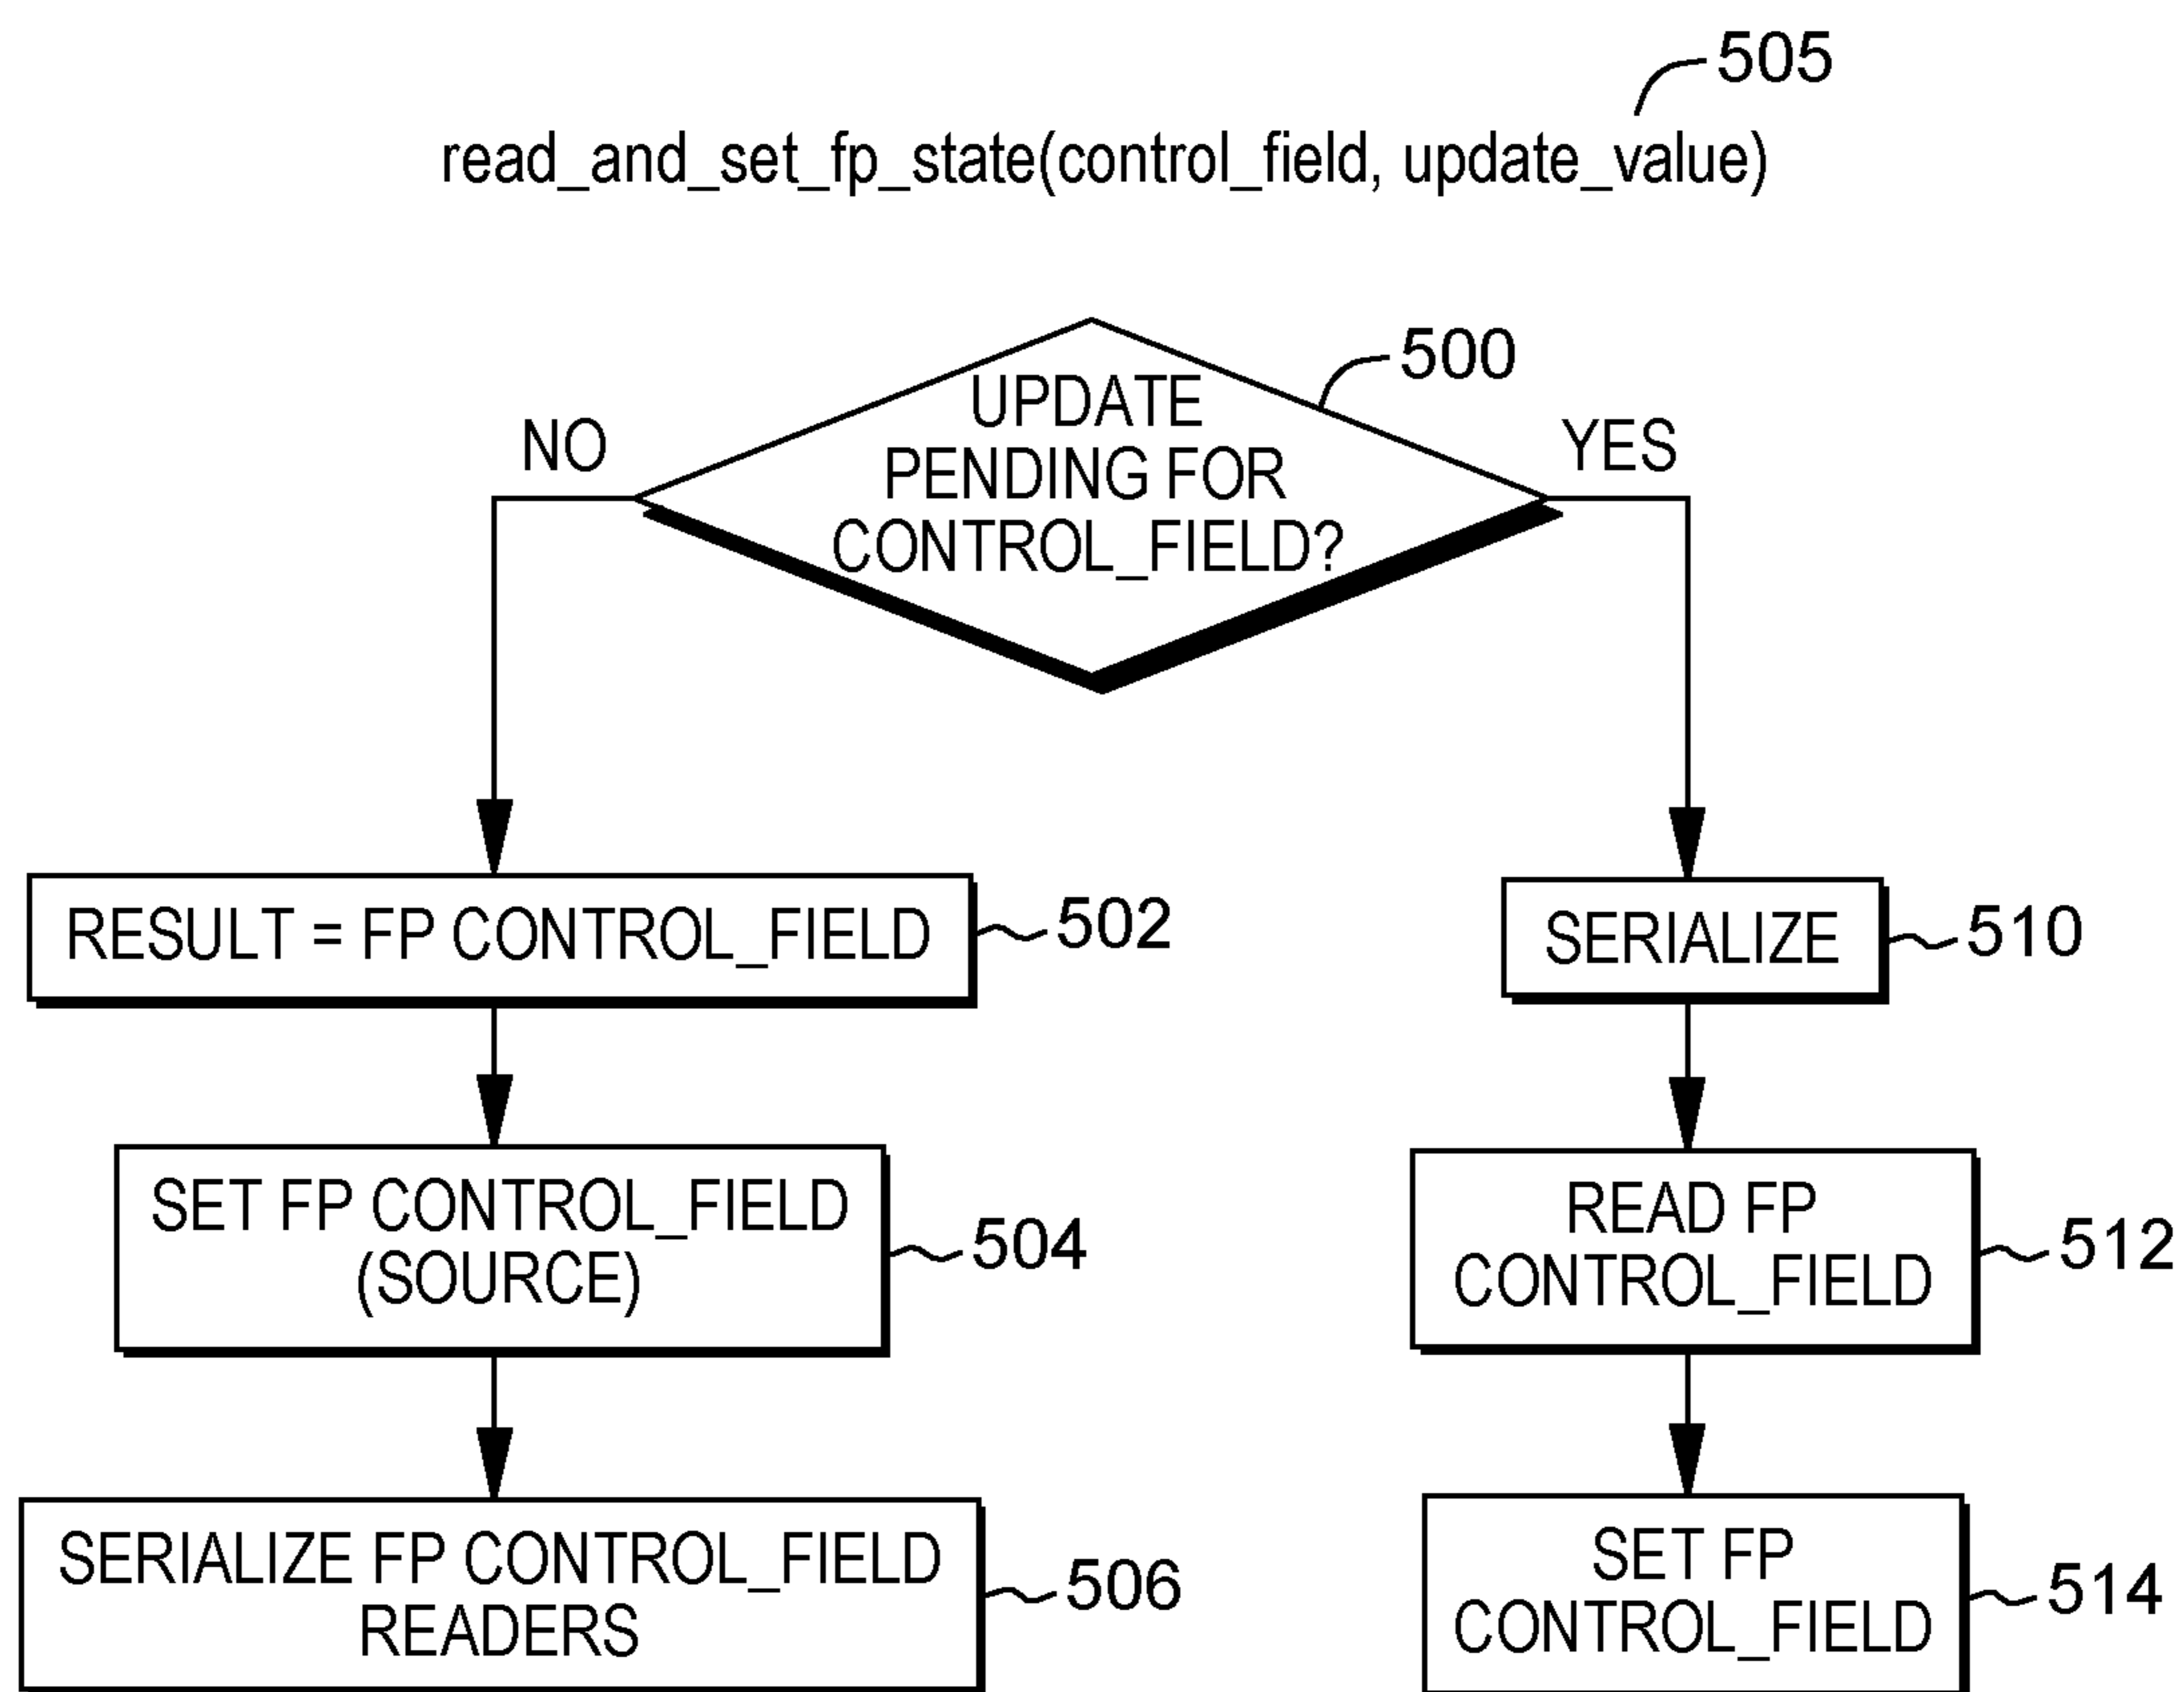 505
read_and_set_fp_state(control_field, update_value)
500
UPDATE
PENDING FOR
CONTROL_FIELD?
NO
YES
RESULT = FP CONTROL_FIELD
502
SET FP CONTROL_FIELD
(SOURCE)
504
SERIALIZE FP CONTROL_FIELD
READERS
506
SERIALIZE
510
READ FP
CONTROL_FIELD
512
SET FP
CONTROL_FIELD
514